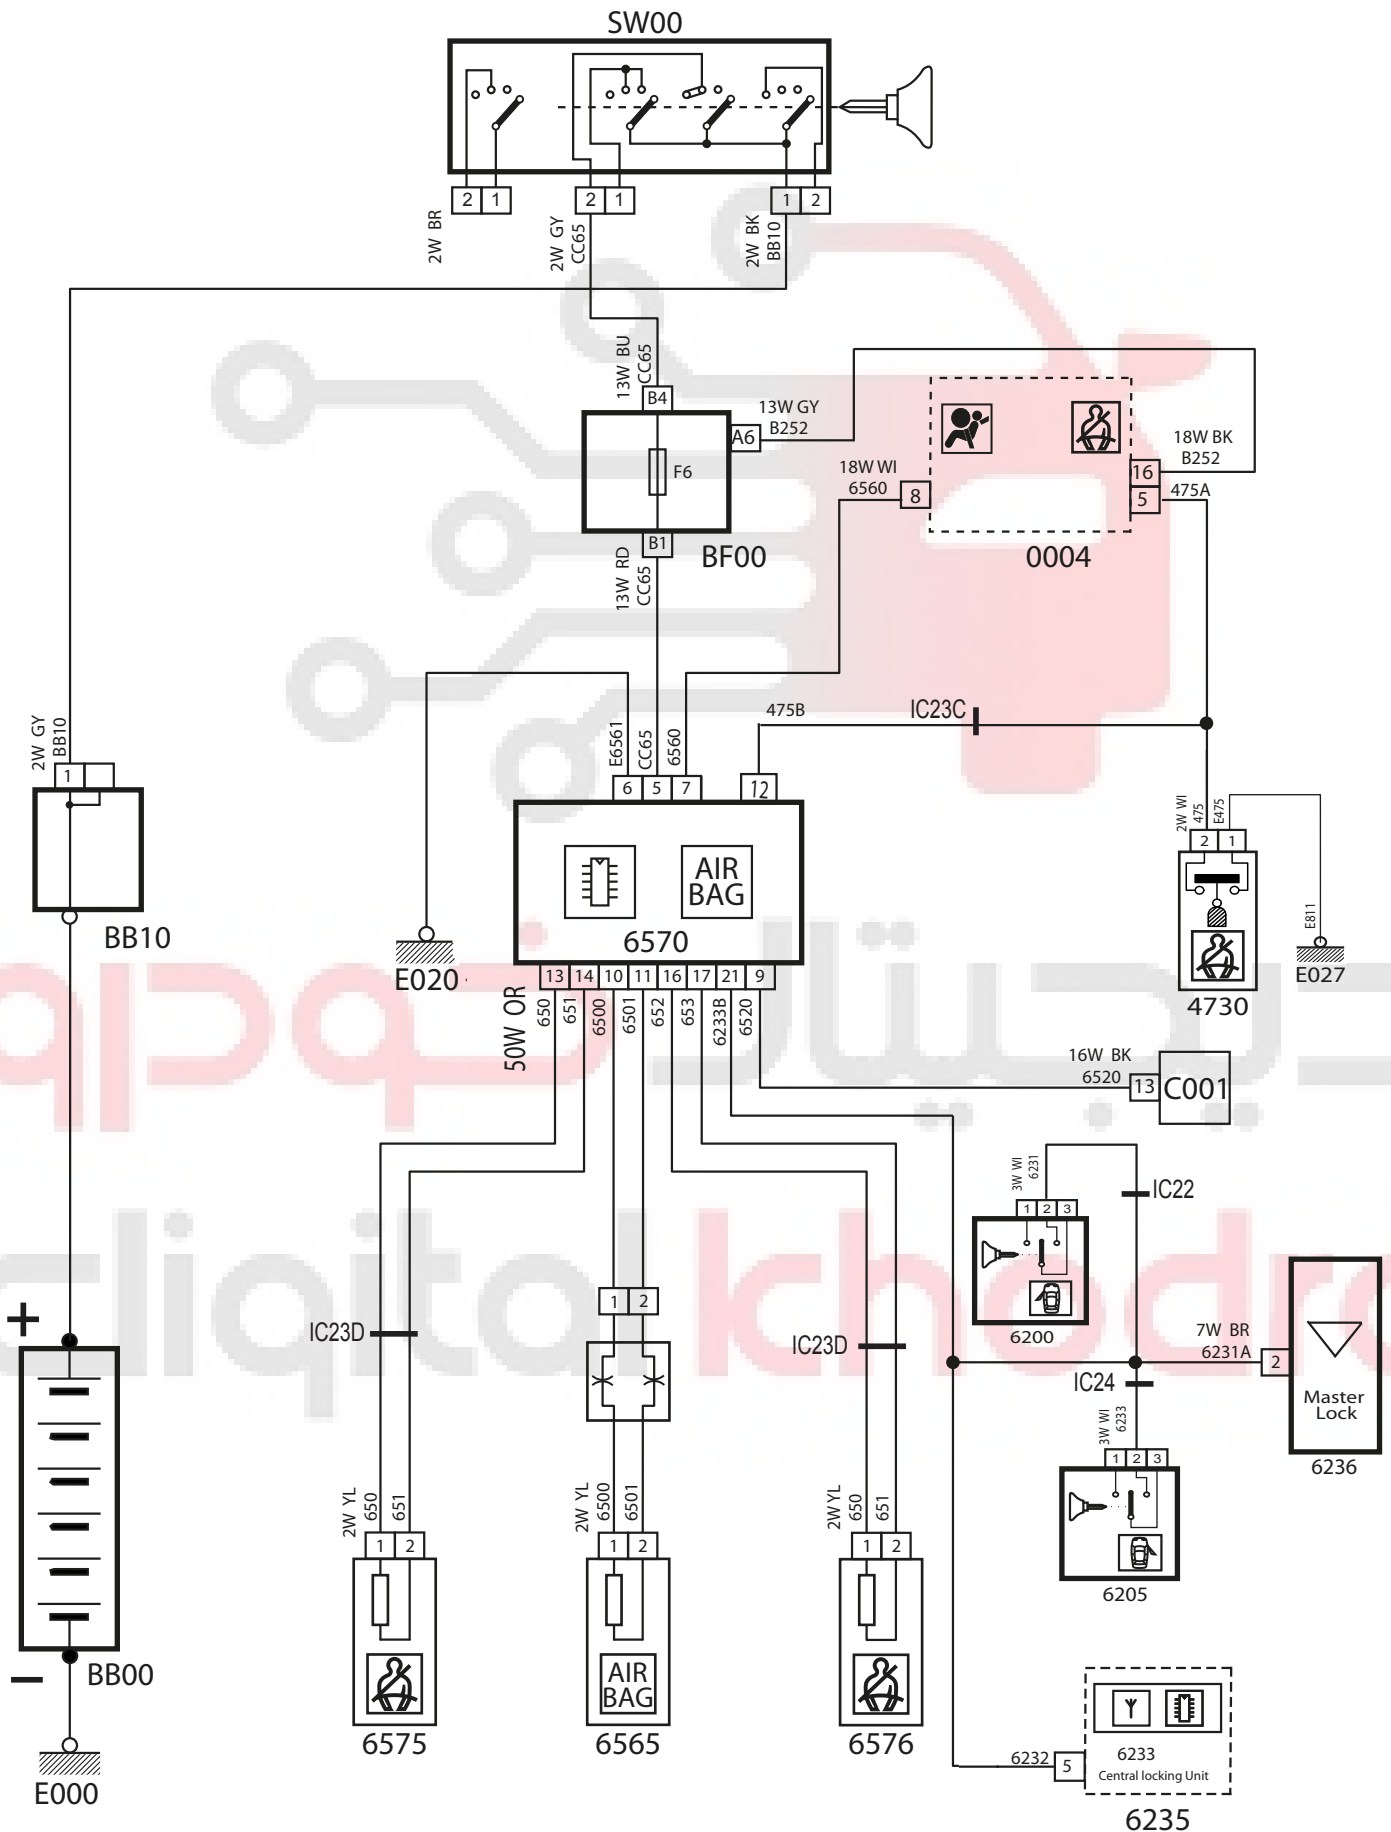 SW00
2 1
2 1
1 2
2W BR
2W GY
CC65
2W BK
BB10
13W BU
CC65
B4
13W GY
B252
A6
F6
18W WI
6560
8
18W BK
B252
16
475A
5
B1
BF00
0004
13W RD
CC65
2W GY
BB10
1
BB10
475B
IC23C
E6561
CC65
6560
6 5 7
12
AIR
BAG
6570
E020
2W WI
475
E475
2 1
E811
E027
4730
13 14 10 11 16 17 21 9
50W OR
650
651
6500
6501
652
653
6233B
6520
16W BK
6520
13
C001
3W WI
6231
IC22
1 2 3
6200
1 2
IC23D
IC23D
7W BR
6231A
2
Master
Lock
6236
IC24
3W WI
6233
1 2 3
6205
+
−
BB00
E000
2W YL
650
651
1 2
6575
2W YL
6500
6501
1 2
AIR
BAG
6565
2W YL
650
651
1 2
6576
6232
5
6233
Central locking Unit
6235
دیجیتال خودرو
digital khodro